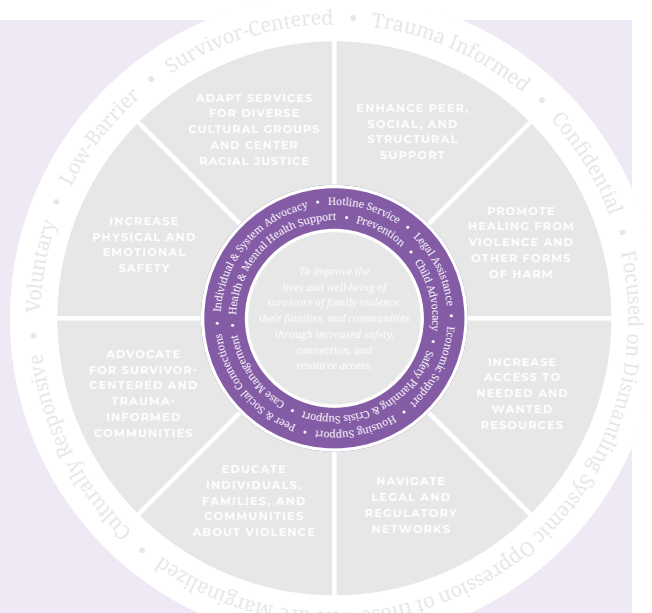 Survivor-Centered • Trauma Informed • Confidential • Focused on Dismantling Systemic Oppression of those
are Marginalized • Culturally Responsive • Voluntary • Low-Barrier •
ADAPT SERVICES
FOR DIVERSE
CULTURAL GROUPS
AND CENTER
RACIAL JUSTICE
ENHANCE PEER,
SOCIAL, AND
STRUCTURAL
SUPPORT
PROMOTE
HEALING FROM
VIOLENCE AND
OTHER FORMS
OF HARM
INCREASE
ACCESS TO
NEEDED AND
WANTED
RESOURCES
NAVIGATE
LEGAL AND
REGULATORY
NETWORKS
EDUCATE
INDIVIDUALS,
FAMILIES, AND
COMMUNITIES
ABOUT VIOLENCE
ADVOCATE
FOR SURVIVOR-
CENTERED AND
TRAUMA-
INFORMED
COMMUNITIES
INCREASE
PHYSICAL AND
EMOTIONAL
SAFETY
Individual & System Advocacy • Hotline Service • Legal Assistance • Economic Support • Housing Support • Peer & Social Connections •
Health & Mental Health Support • Prevention • Child Advocacy • Safety Planning & Crisis Support • Case Management •
To improve the
lives and well-being of
survivors of family violence,
their families, and communities
through increased safety,
connection, and
resource access.